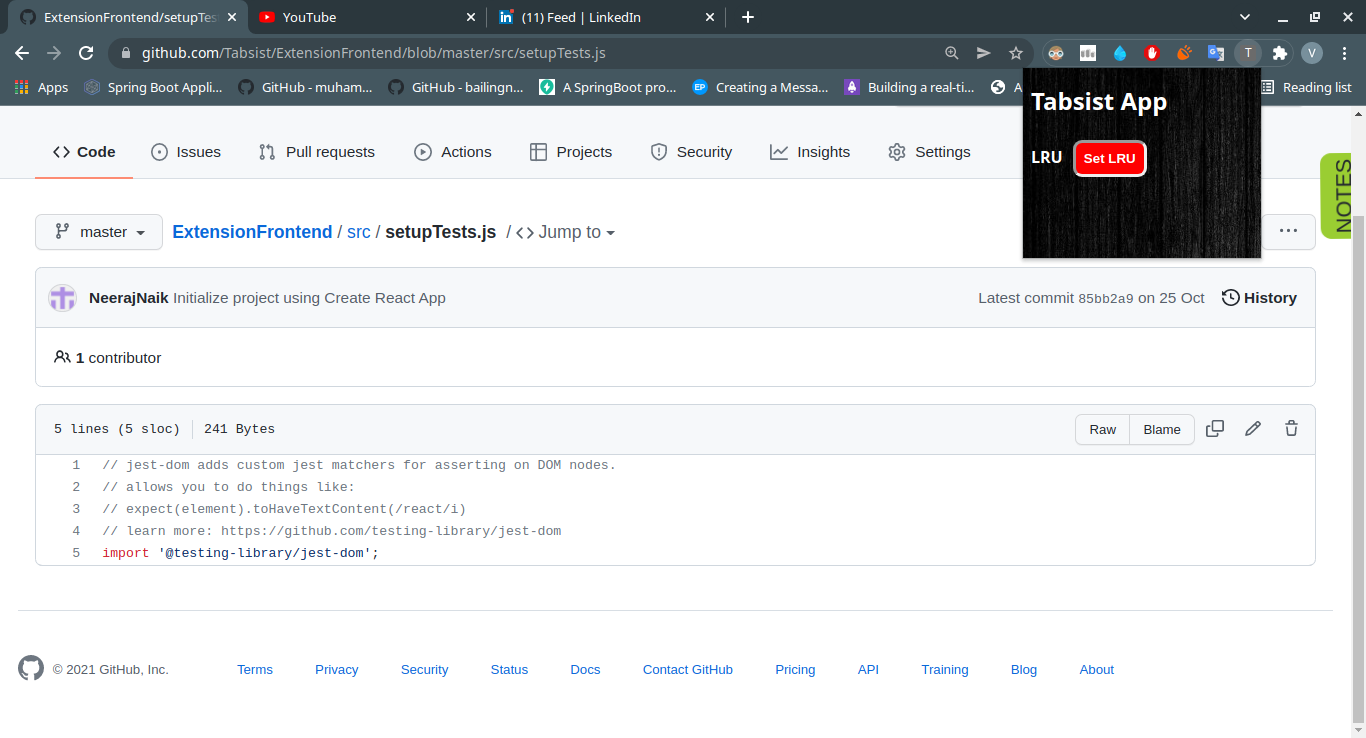 ExtensionFrontend/setupTes
YouTube
(11) Feed | LinkedIn
github.com/Tabsist/ExtensionFrontend/blob/master/src/setupTests.js
T
V
Apps
Spring Boot Appli...
GitHub - muham...
GitHub - bailingn...
A SpringBoot pro...
EP
Creating a Messa...
Building a real-ti...
A
Reading list
Tabsist App
LRU
Set LRU
NOTES
Code
Issues
Pull requests
Actions
Projects
Security
Insights
Settings
master
ExtensionFrontend / src / setupTests.js / <> Jump to
...
NeerajNaik Initialize project using Create React App
Latest commit 85bb2a9 on 25 Oct
History
1 contributor
5 lines (5 sloc)
241 Bytes
Raw
Blame
1 // jest-dom adds custom jest matchers for asserting on DOM nodes.
2 // allows you to do things like:
3 // expect(element).toHaveTextContent(/react/i)
4 // learn more: https://github.com/testing-library/jest-dom
5 import '@testing-library/jest-dom';
© 2021 GitHub, Inc.
Terms
Privacy
Security
Status
Docs
Contact GitHub
Pricing
API
Training
Blog
About